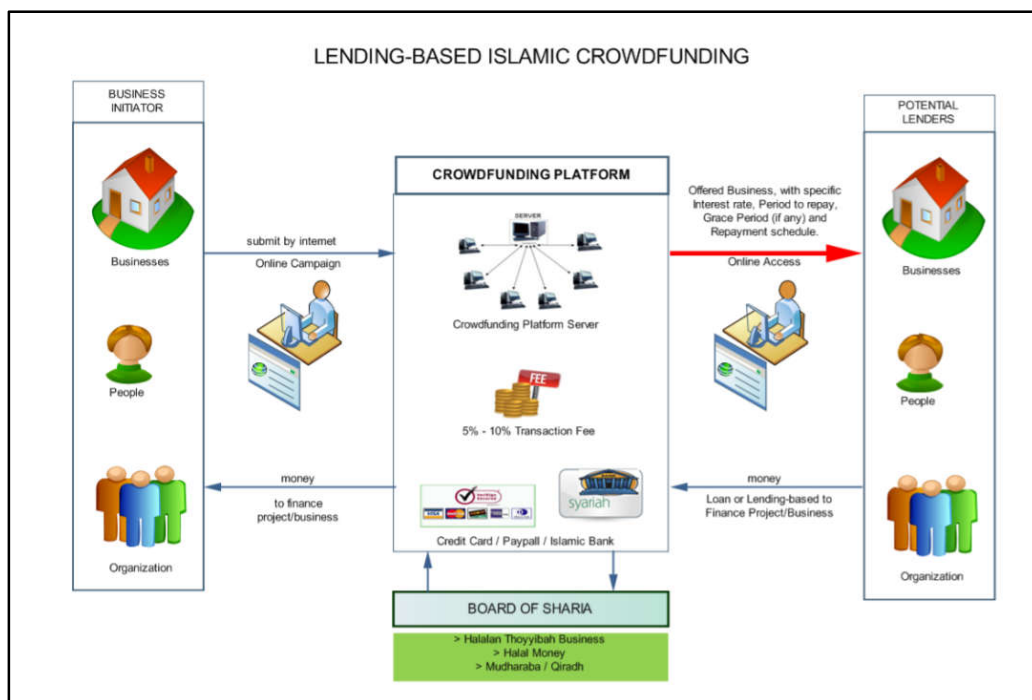 LENDING-BASED ISLAMIC CROWDFUNDING
BUSINESS
INITIATOR
Businesses
People
Organization
submit by internet
Online Campaign
money
to finance
project/business
CROWDFUNDING PLATFORM
SERVER
Crowdfunding Platform Server
FEE
5% - 10% Transaction Fee
VISA
syariah
Credit Card / Paypall / Islamic Bank
BOARD OF SHARIA
> Halalan Thoyyibah Business
> Halal Money
> Mudharaba / Qiradh
Offered Business, with specific
Interest rate, Period to repay,
Grace Period (if any) and
Repayment schedule.
Online Access
money
Loan or Lending-based to
Finance Project/Business
POTENTIAL
LENDERS
Businesses
People
Organization